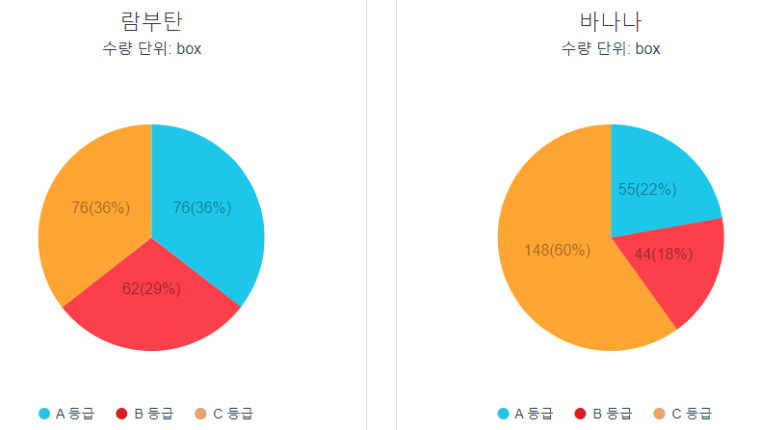 람부탄
수량 단위: box
76(36%)
76(36%)
62(29%)
A 등급
B 등급
C 등급
바나나
수량 단위: box
55(22%)
148(60%)
44(18%)
A 등급
B 등급
C 등급